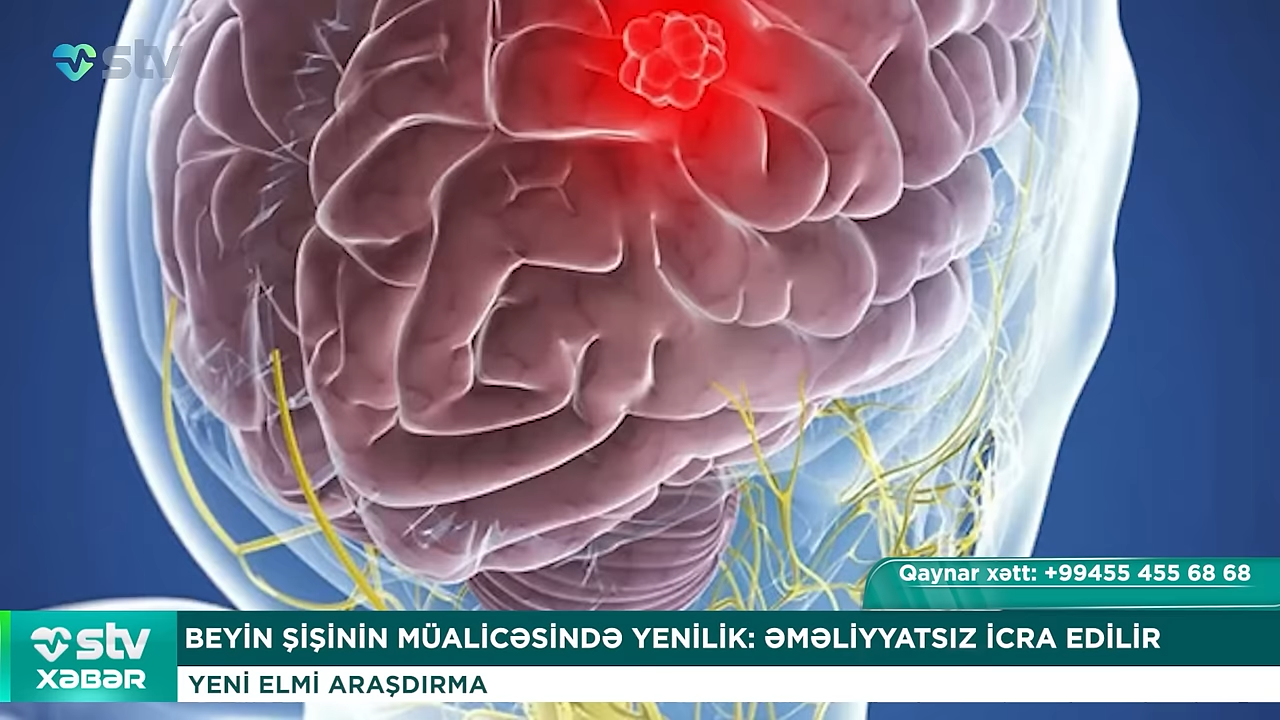 stv
Qaynar xətt: +99455 455 68 68
stv
XƏBƏR
BEYİN ŞİŞİNİN MÜALİCƏSİNDƏ YENİLİK: ƏMƏLİYYATSIZ İCRA EDİLİR
YENİ ELMİ ARAŞDIRMA